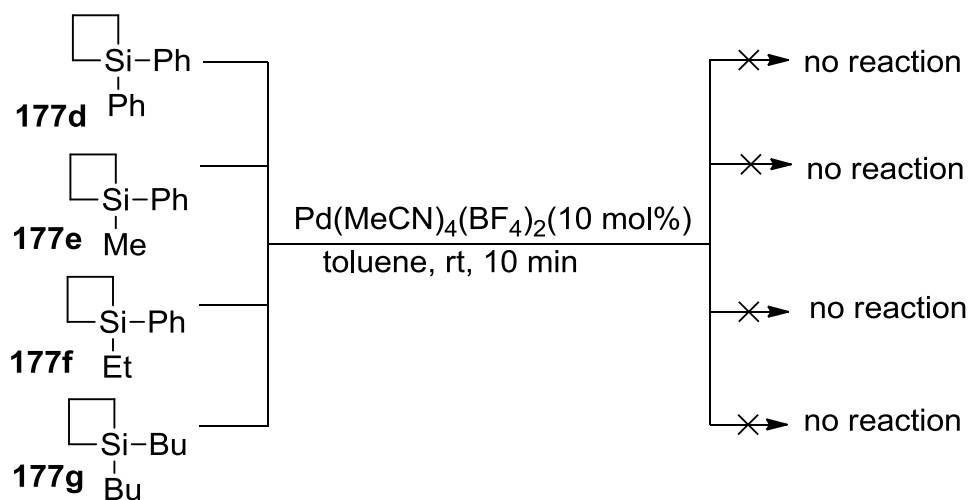 Si Ph
Ph
177d
Si Ph
Me
177e
Si Ph
Et
177f
Si Bu
Bu
177g
Pd(MeCN)4(BF4)2(10 mol%)
toluene, rt, 10 min
no reaction
no reaction
no reaction
no reaction